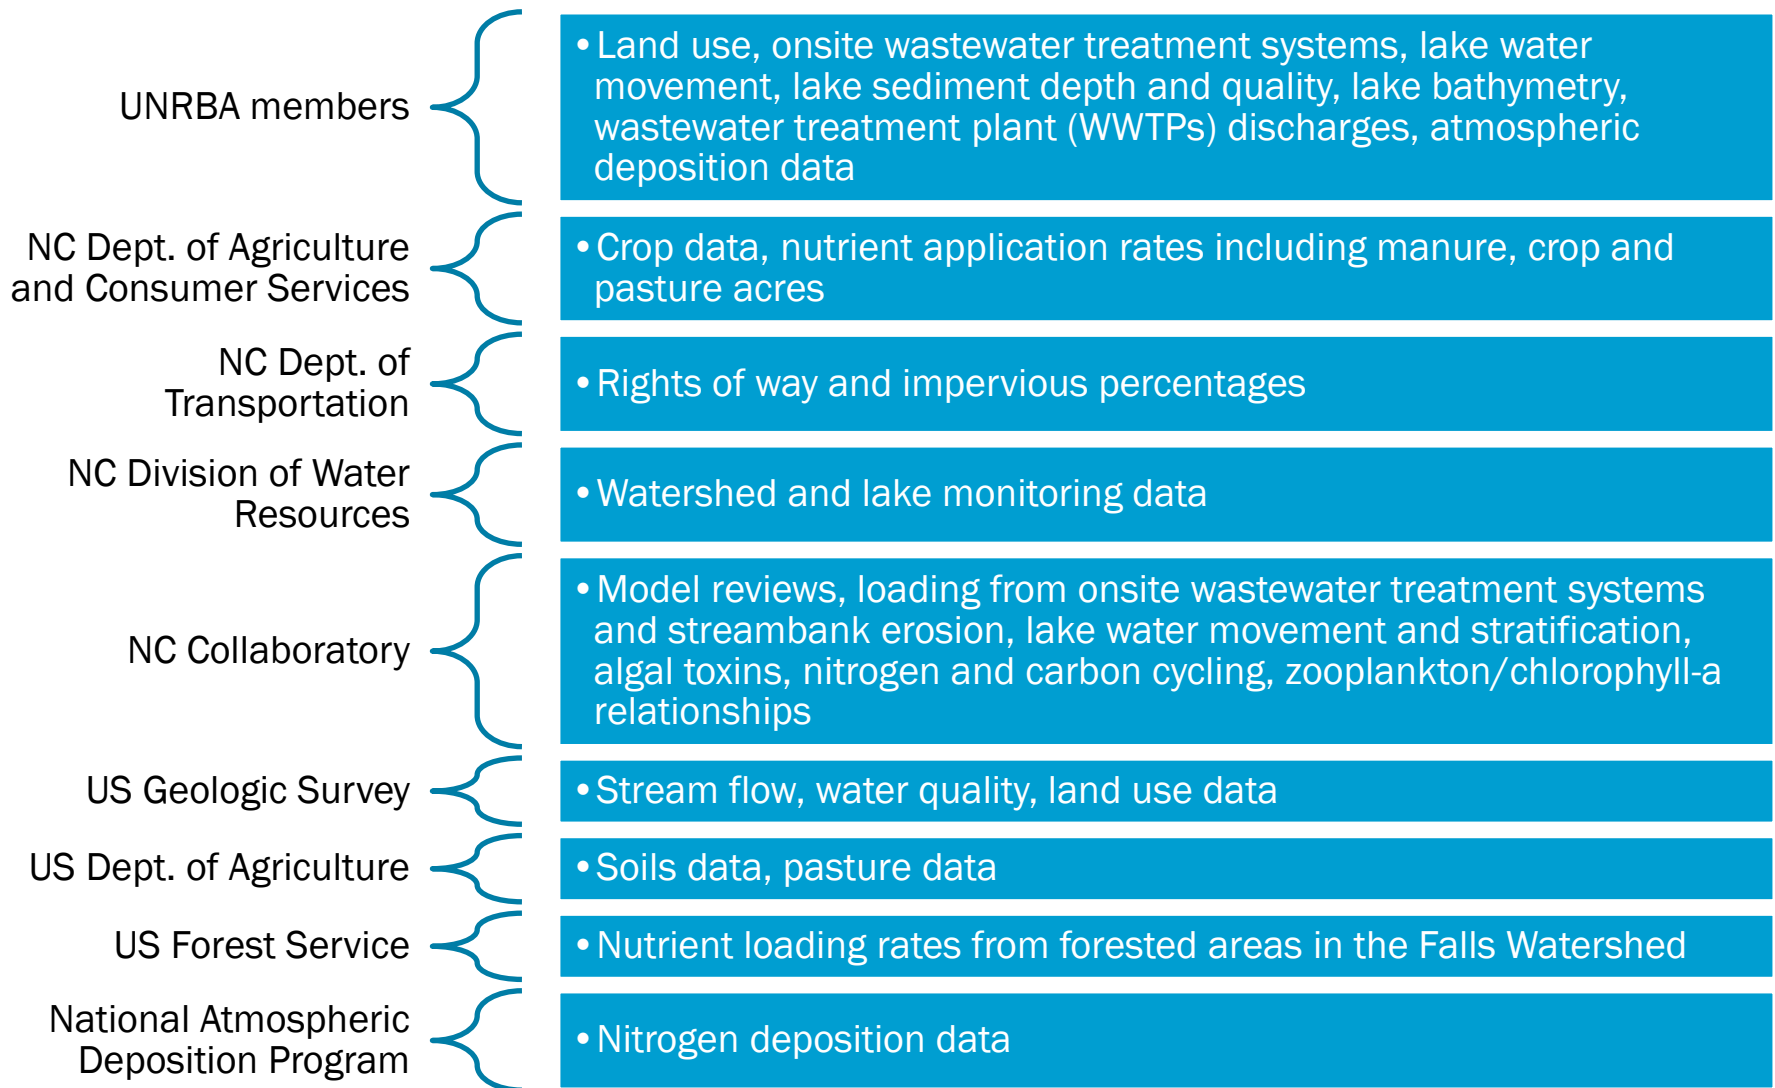 UNRBA members
•Land use, onsite wastewater treatment systems, lake water
movement, lake sediment depth and quality, lake bathymetry,
wastewater treatment plant (WWTPs) discharges, atmospheric
deposition data
NC Dept. of Agriculture
and Consumer Services
•Crop data, nutrient application rates including manure, crop and
pasture acres
NC Dept. of
Transportation
•Rights of way and impervious percentages
NC Division of Water
Resources
•Watershed and lake monitoring data
NC Collaboratory
•Model reviews, loading from onsite wastewater treatment systems
and streambank erosion, lake water movement and stratification,
algal toxins, nitrogen and carbon cycling, zooplankton/chlorophyll-a
relationships
US Geologic Survey
•Stream flow, water quality, land use data
US Dept. of Agriculture
•Soils data, pasture data
US Forest Service
•Nutrient loading rates from forested areas in the Falls Watershed
National Atmospheric
Deposition Program
•Nitrogen deposition data